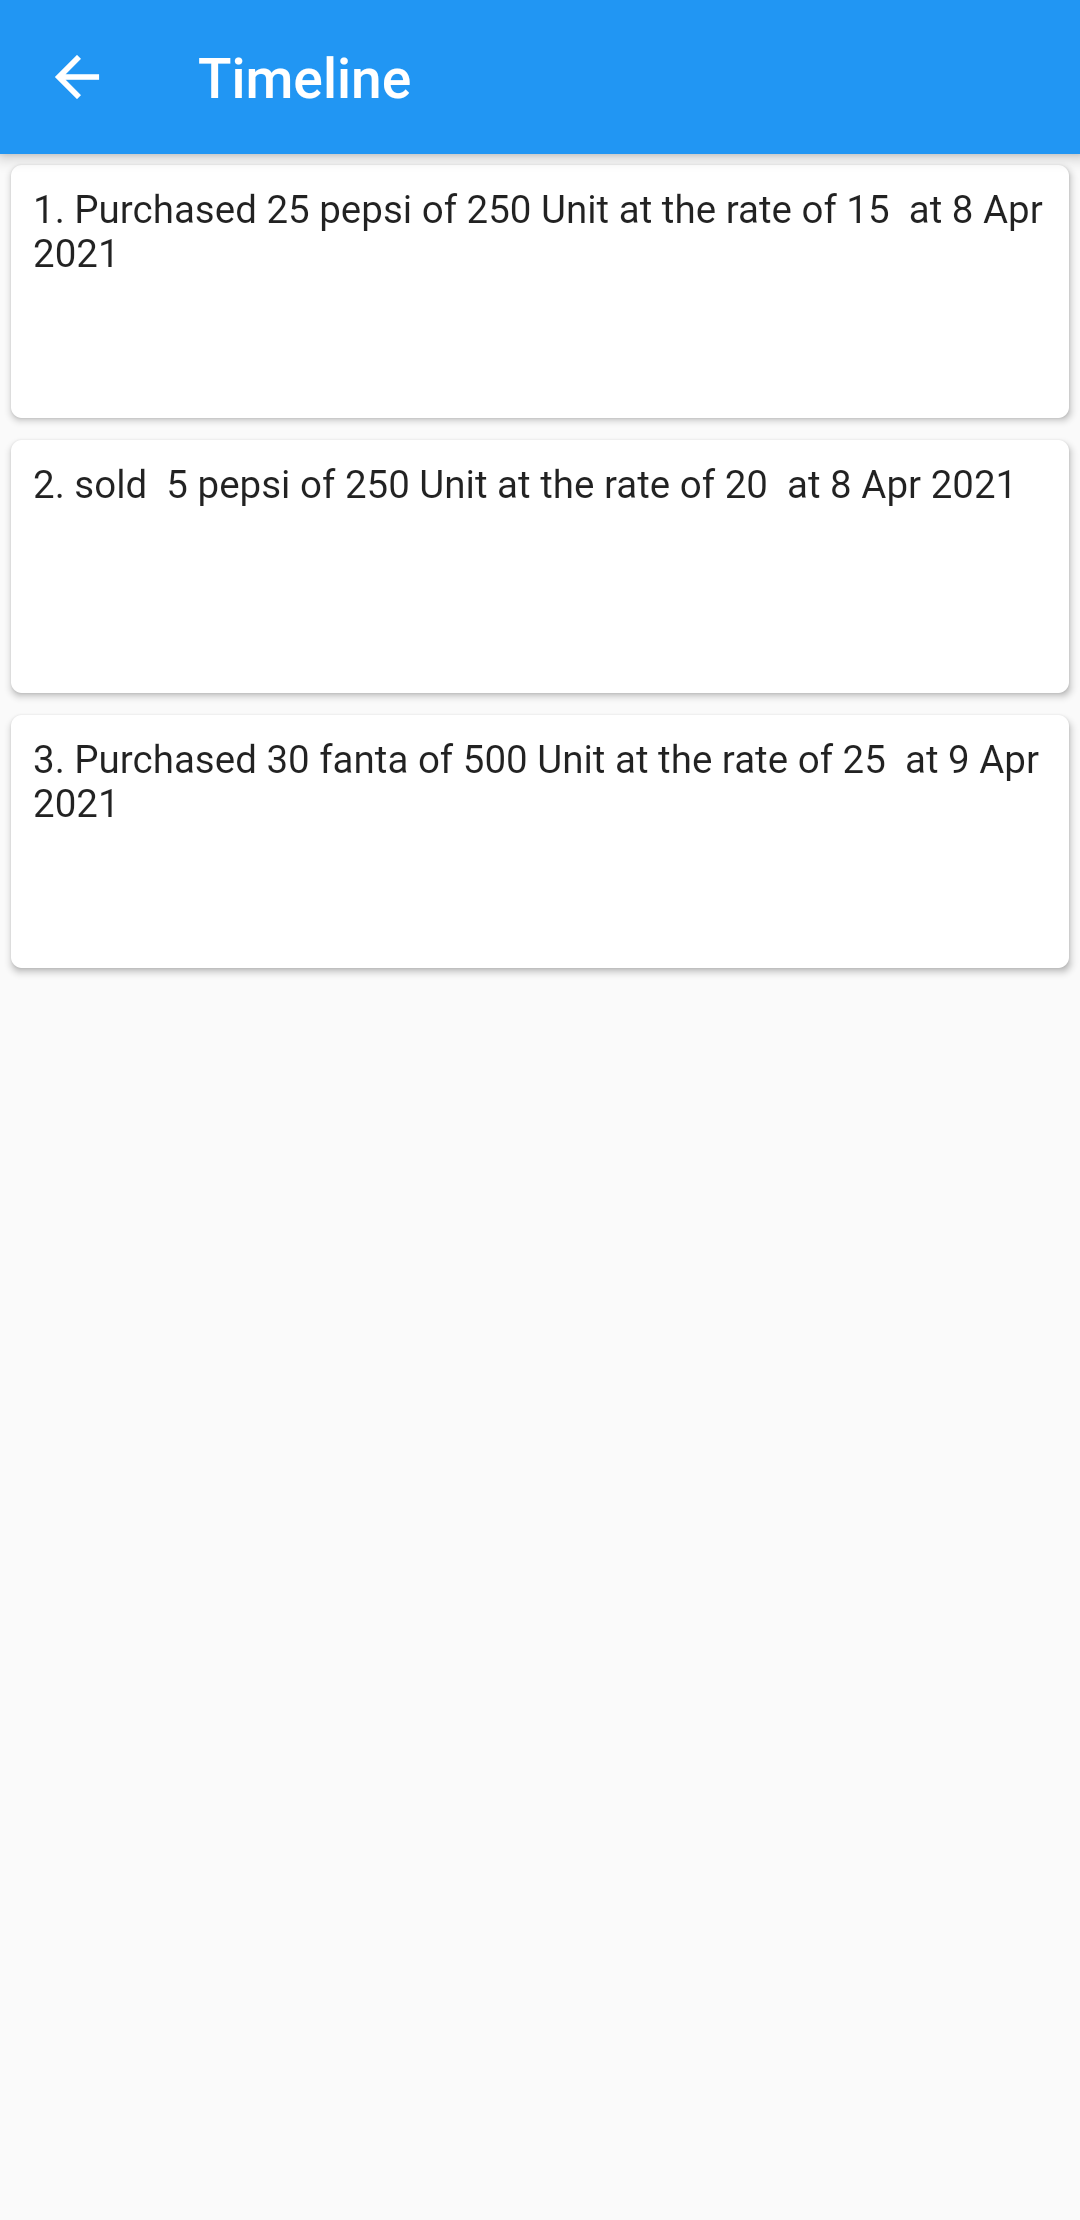 Timeline
1. Purchased 25 pepsi of 250 Unit at the rate of 15  at 8 Apr
2021
2. sold  5 pepsi of 250 Unit at the rate of 20  at 8 Apr 2021
3. Purchased 30 fanta of 500 Unit at the rate of 25  at 9 Apr
2021